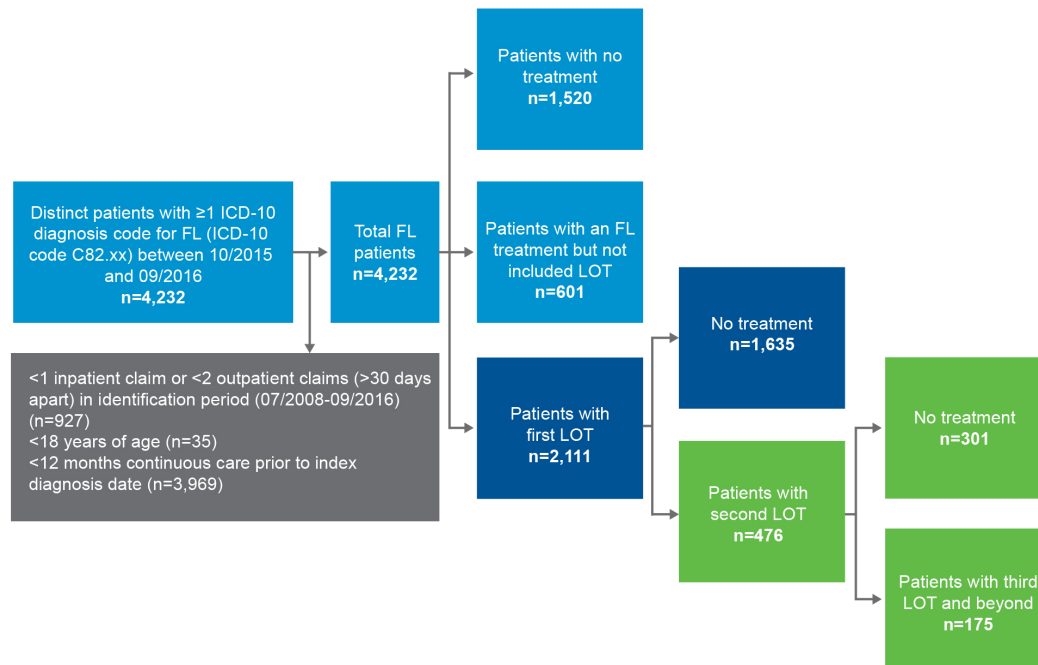 Patients with no
treatment
n=1,520
Distinct patients with ≥1 ICD-10
diagnosis code for FL (ICD-10
code C82.xx) between 10/2015
and 09/2016
n=4,232
Total FL
patients
n=4,232
Patients with an FL
treatment but not
included LOT
n=601
<1 inpatient claim or <2 outpatient claims (>30 days
apart) in identification period (07/2008-09/2016)
(n=927)
<18 years of age (n=35)
<12 months continuous care prior to index
diagnosis date (n=3,969)
Patients with
first LOT
n=2,111
No treatment
n=1,635
Patients with
second LOT
n=476
No treatment
n=301
Patients with third
LOT and beyond
n=175